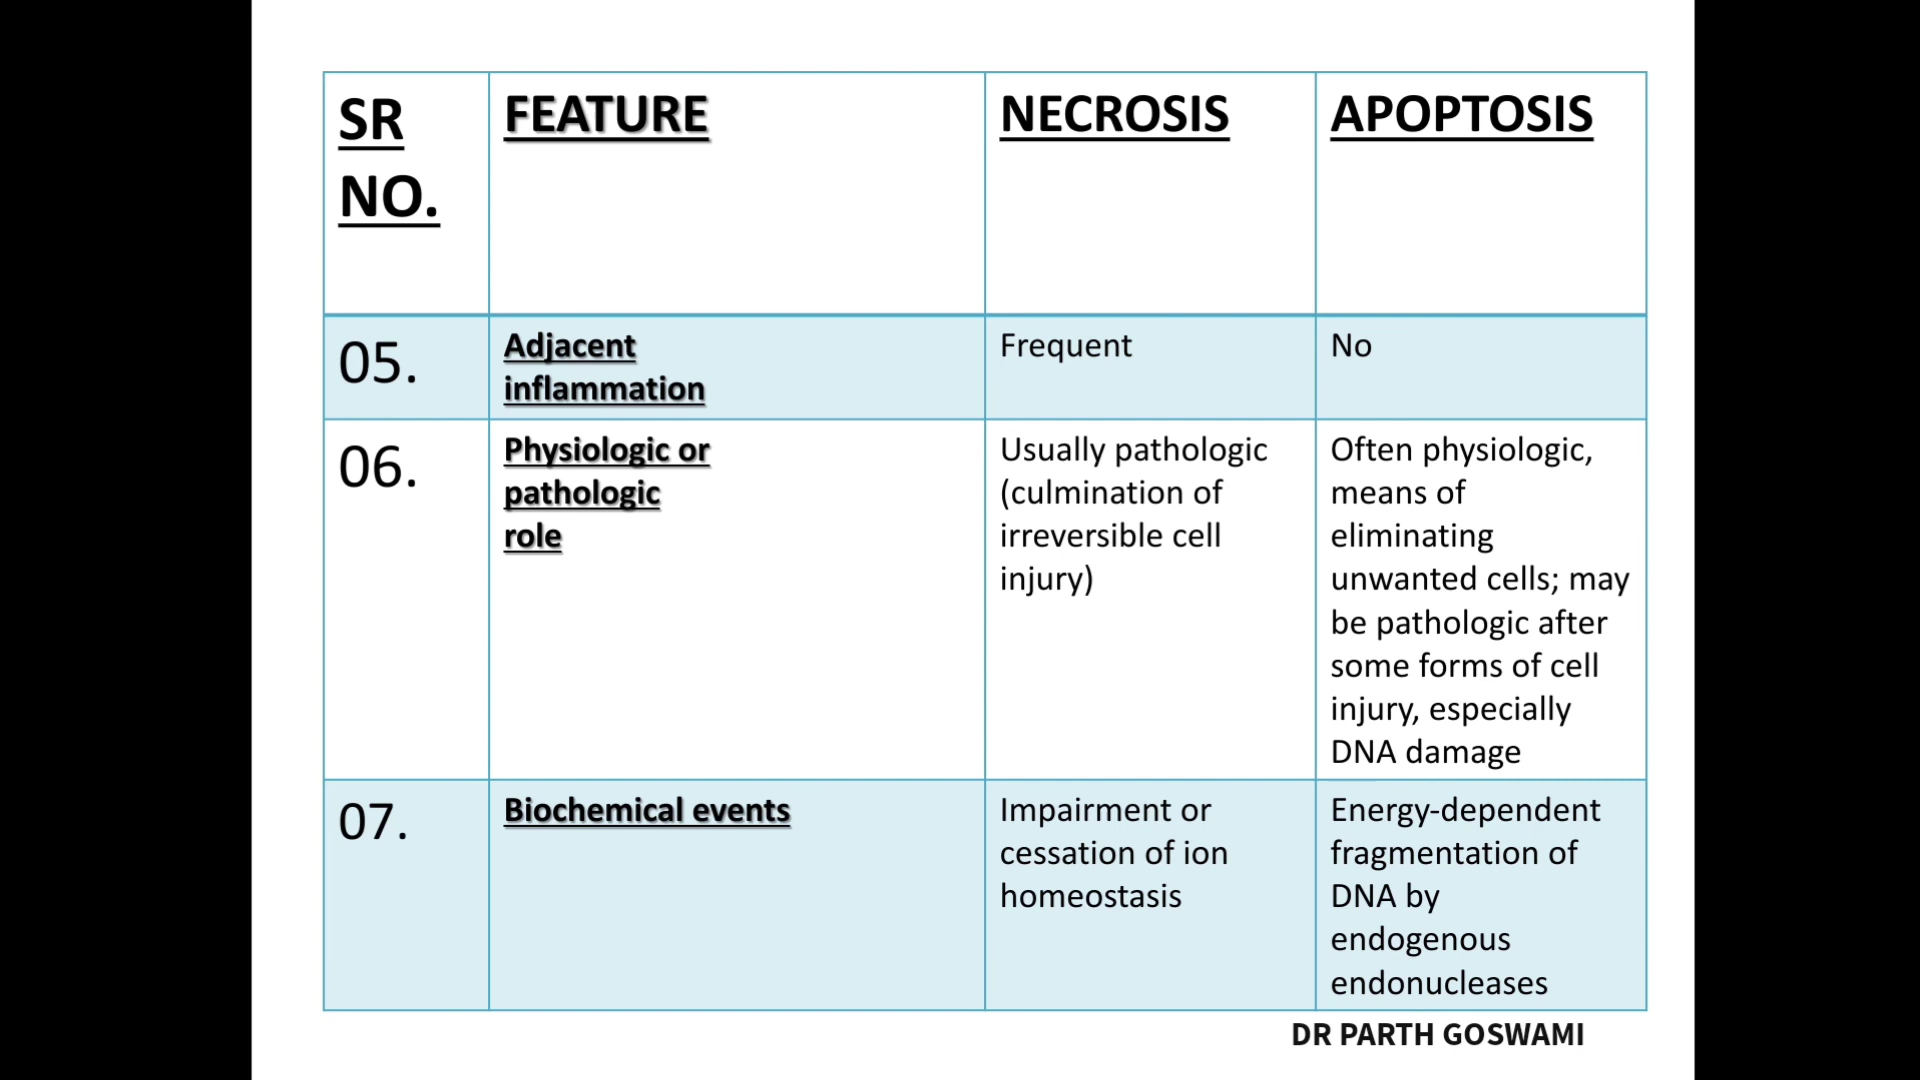 SR
NO.
FEATURE
NECROSIS
APOPTOSIS
05.
Adjacent
inflammation
Frequent
No
06.
Physiologic or
pathologic
role
Usually pathologic
(culmination of
irreversible cell
injury)
Often physiologic,
means of
eliminating
unwanted cells; may
be pathologic after
some forms of cell
injury, especially
DNA damage
07.
Biochemical events
Impairment or
cessation of ion
homeostasis
Energy-dependent
fragmentation of
DNA by
endogenous
endonucleases
DR PARTH GOSWAMI